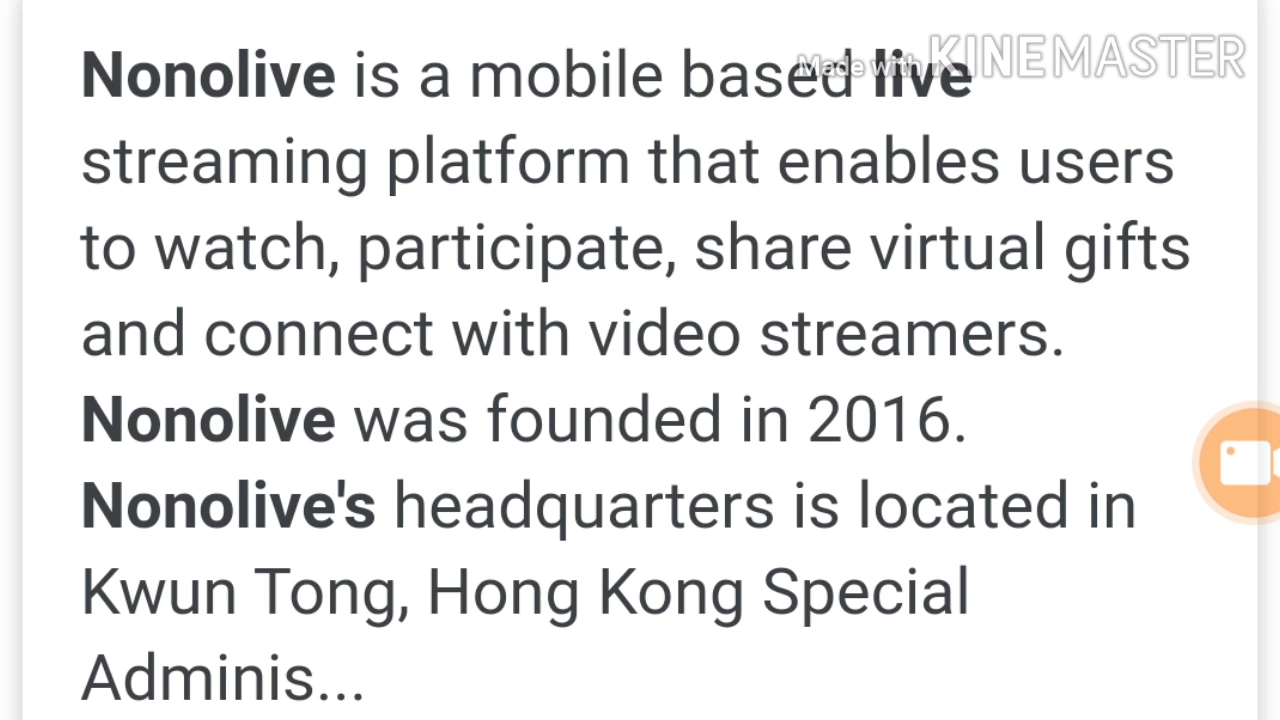 Made with KINEMASTER
Nonolive is a mobile based live
streaming platform that enables users
to watch, participate, share virtual gifts
and connect with video streamers.
Nonolive was founded in 2016.
Nonolive's headquarters is located in
Kwun Tong, Hong Kong Special
Adminis...